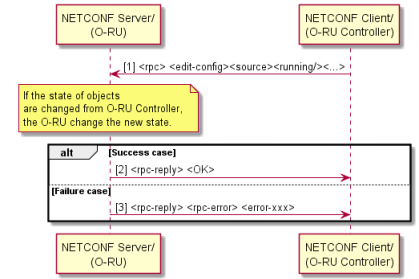 NETCONF Server/
(O-RU)
NETCONF Client/
(O-RU Controller)
[1] <rpc> <edit-config><source><running/><...>
If the state of objects
are changed from O-RU Controller,
the O-RU change the new state.
alt [Success case]
[2] <rpc-reply> <OK>
[Failure case]
[3] <rpc-reply> <rpc-error> <error-xxx>
NETCONF Server/
(O-RU)
NETCONF Client/
(O-RU Controller)